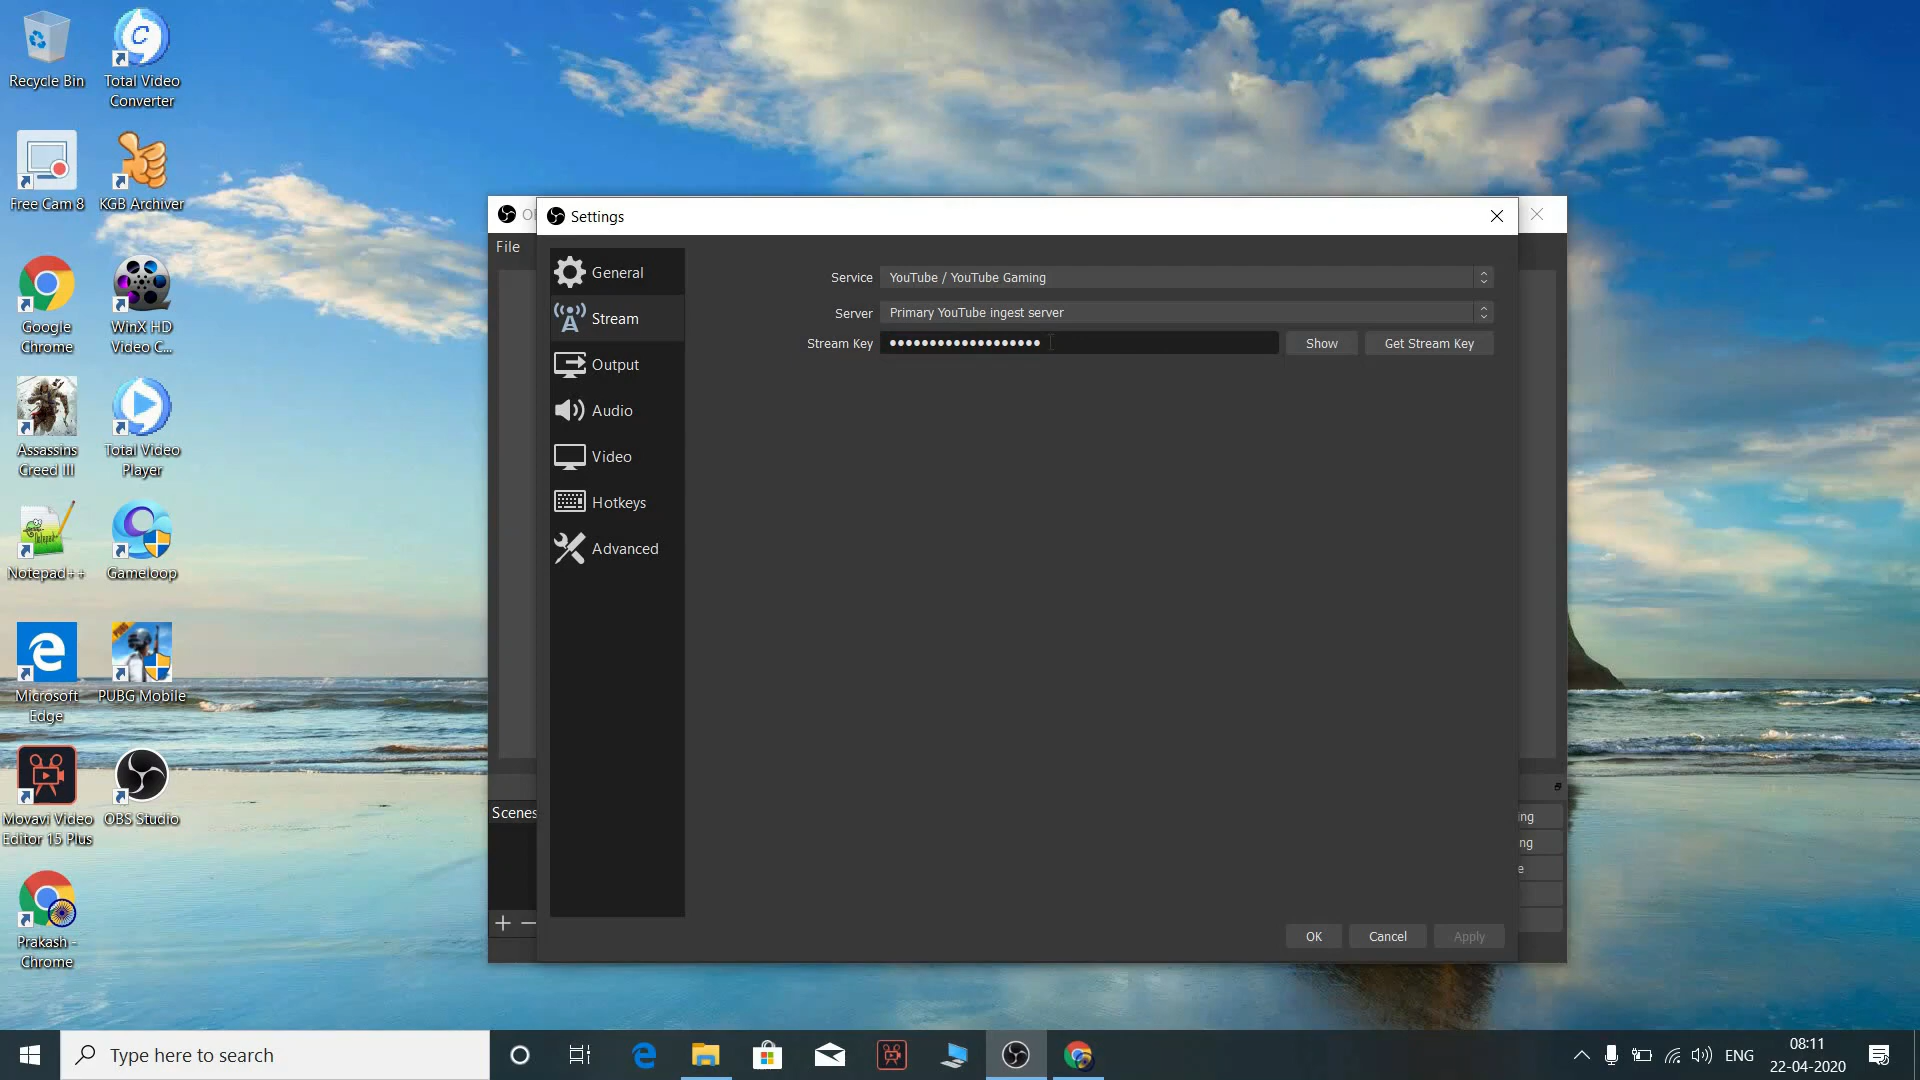 Recycle Bin
Total Video
Converter
Free Cam 8
KGB Archiver
Google
Chrome
WinX HD
Video C...
Assassins
Creed III
Total Video
Player
Notepad++
Gameloop
Microsoft
Edge
PUBG Mobile
Movavi Video
Editor 15 Plus
OBS Studio
Prakash -
Chrome
Settings
File
General
Stream
Output
Audio
Video
Hotkeys
Advanced
Service YouTube / YouTube Gaming
Server Primary YouTube ingest server
Stream Key ●●●●●●●●●●●●●●●●●●● Show Get Stream Key
Scenes
ing
ng
e
OK Cancel Apply
Type here to search
ENG
08:11
22-04-2020